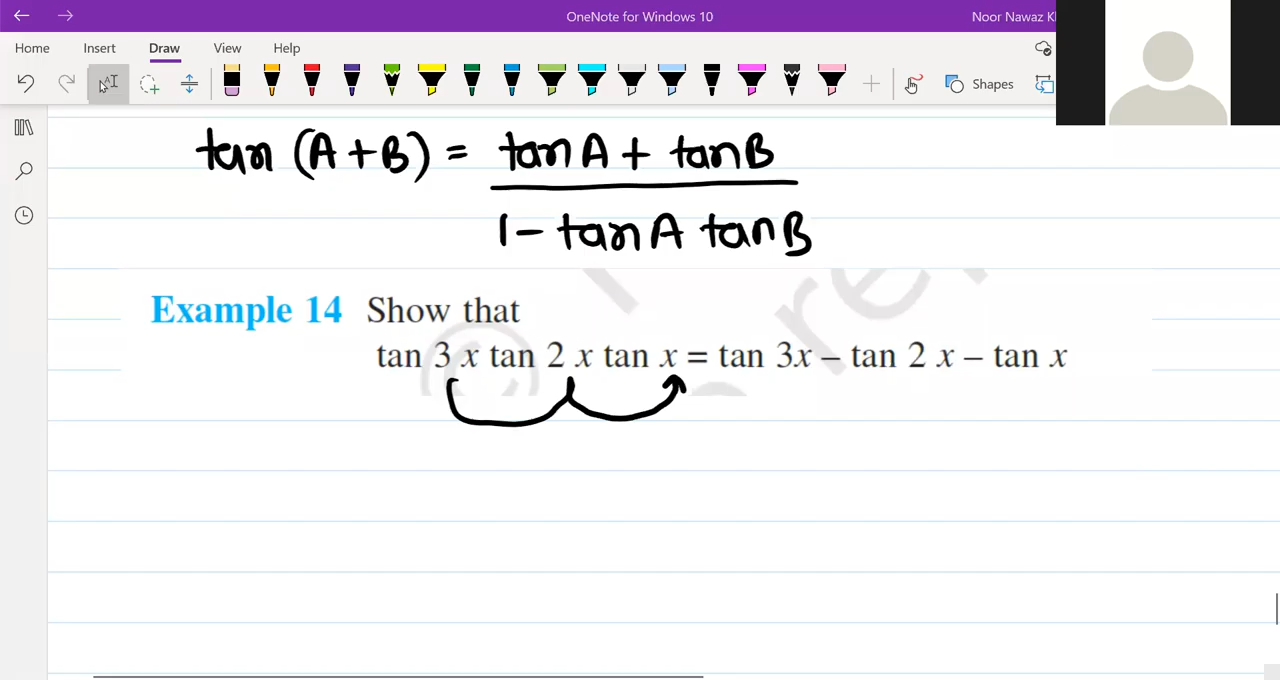 OneNote for Windows 10
Noor Nawaz Kh
Home Insert Draw View Help
Shapes
tan (A+B) = tanA + tanB
1 - tanA tanB
Example 14 Show that
tan 3 x tan 2 x tan x = tan 3x – tan 2 x – tan x